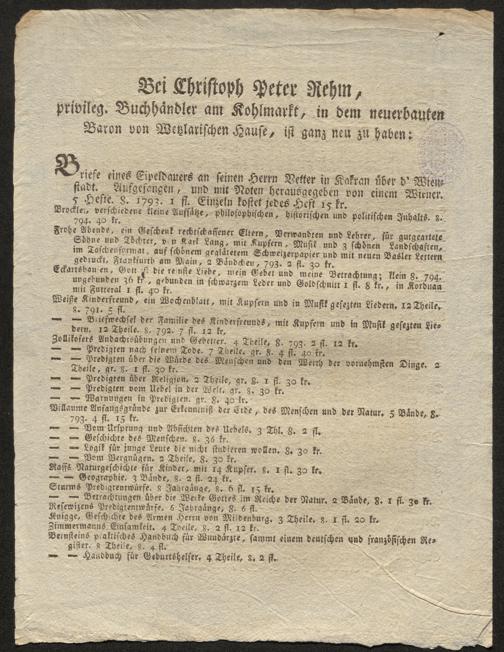 Bei Christoph Peter Rehm,
privileg. Buchhändler am Kohlmarkt, in dem neuerbauten
Baron von Wetzlarischen Hause, ist ganz neu zu haben:
Briefe eines Eipeldauers an seinen Herrn Vetter in Kakran über d' Wien
stadt. Aufgefangen, und mit Noten herausgegeben von einem Wiener.
5 Hefte. 8. 1793. 1 fl. Einzeln kostet jedes Heft 15 kr.
Brockle, verschiedene kleine Aufsätze, philosophischen, historischen und politischen Inhalts. 8.
794. 40 kr.
Frohe Abende, ein Geschenk rechtschaffener Eltern, Verwandten und Lehrer, für gutgeartete
Söhne und Töchter, von Karl Lang, mit Kupfern, Musik und 3 schönen Landschaften,
im Taschenformat, auf schönem geglättetem Schweizerpapier und mit neuen Basler Lettern
gedruckt. Frankfurth am Main, 2 Bändchen, 793. 2 fl. 30 kr.
Eckartshausen, Gott ist die reinste Liebe, mein Gebet und meine Betrachtung; klein 8. 794.
ungebunden 36 kr, gebunden in schwarzem Leder und Goldschnitt 1 fl. 8 kr., in Korduan
mit Futteral 1 fl. 40 kr.
Weiße Kinderfreund, ein Wochenblatt, mit Kupfern und in Musik gesezten Liedern. 12 Theile.
8. 791. 5 fl.
— — Briefwechsel der Familie des Kinderfreunds, mit Kupfern und in Musik gesezten Lie-
dern. 12 Theile. 8. 792. 7 fl. 12 kr.
Zollikofers Andachtsübungen und Gebetter. 4 Theile, 8. 793. 2 fl. 12 kr.
— — Predigten nach seinem Tode. 7 Theile. gr. 8. 4 fl. 40 kr.
— — Predigten über die Würde des Menschen und den Werth der vornehmsten Dinge. 2
Theile, gr. 8. 1 fl. 30 kr.
— — Predigten über Religion. 2 Theile, gr. 8. 1 fl. 30 kr.
— — Predigten vom Uebel in der Welt. gr. 8. 30 kr.
— — Warnungen in Predigten. gr. 8. 40 kr.
Villaume Anfangsgründe zur Erkenntniß der Erde, des Menschen und der Natur. 5 Bände, 8.
793. 4 fl. 15 kr.
— — Vom Ursprung und Absichten des Uebels. 3 Thl. 8. 2 fl.
— — Geschichte des Menschen. 8. 36 kr.
— — Logik für junge Leute die nicht studieren wollen. 8. 30 kr.
— — Vom Vergnügen. 2 Theile, 8. 30 kr.
Raffs Naturgeschichte für Kinder, mit 14 Kupfer. 8. 1 fl. 30 kr.
— — Geographie. 3 Bände, 8. 2 fl. 24 kr.
Sturms Predigtentwürfe. 8 Jahrgänge, 8. 6 fl. 15 kr.
— — Betrachtungen über die Werke Gottes im Reiche der Natur. 2 Bände, 8. 1 fl. 30 kr.
Resewizens Predigtentwürfe. 6 Jahrgänge, 8. 6 fl.
Knigge, Geschichte des Armen Herrn von Mildenburg. 3 Theile. 8. 1 fl. 20 kr.
Zimmermanns Einsamkeit. 4 Theile, 8. 2 fl. 12 kr.
Bernsteins praktisches Handbuch für Wundärzte, sammt einem deutschen und französischen Re-
gister. 8 Theile, 8. 4 fl.
— — Handbuch für Geburtshelfer. 4 Theile, 8. 2 fl.